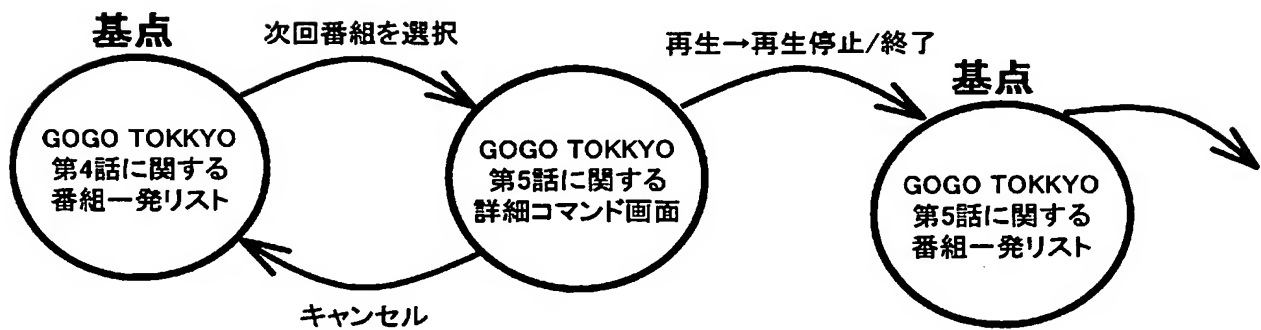 基点
次回番組を選択
再生→再生停止/終了
基点
GOGO TOKKYO
第4話に関する
番組一発リスト
GOGO TOKKYO
第5話に関する
詳細コマンド画面
GOGO TOKKYO
第5話に関する
番組一発リスト
キャンセル